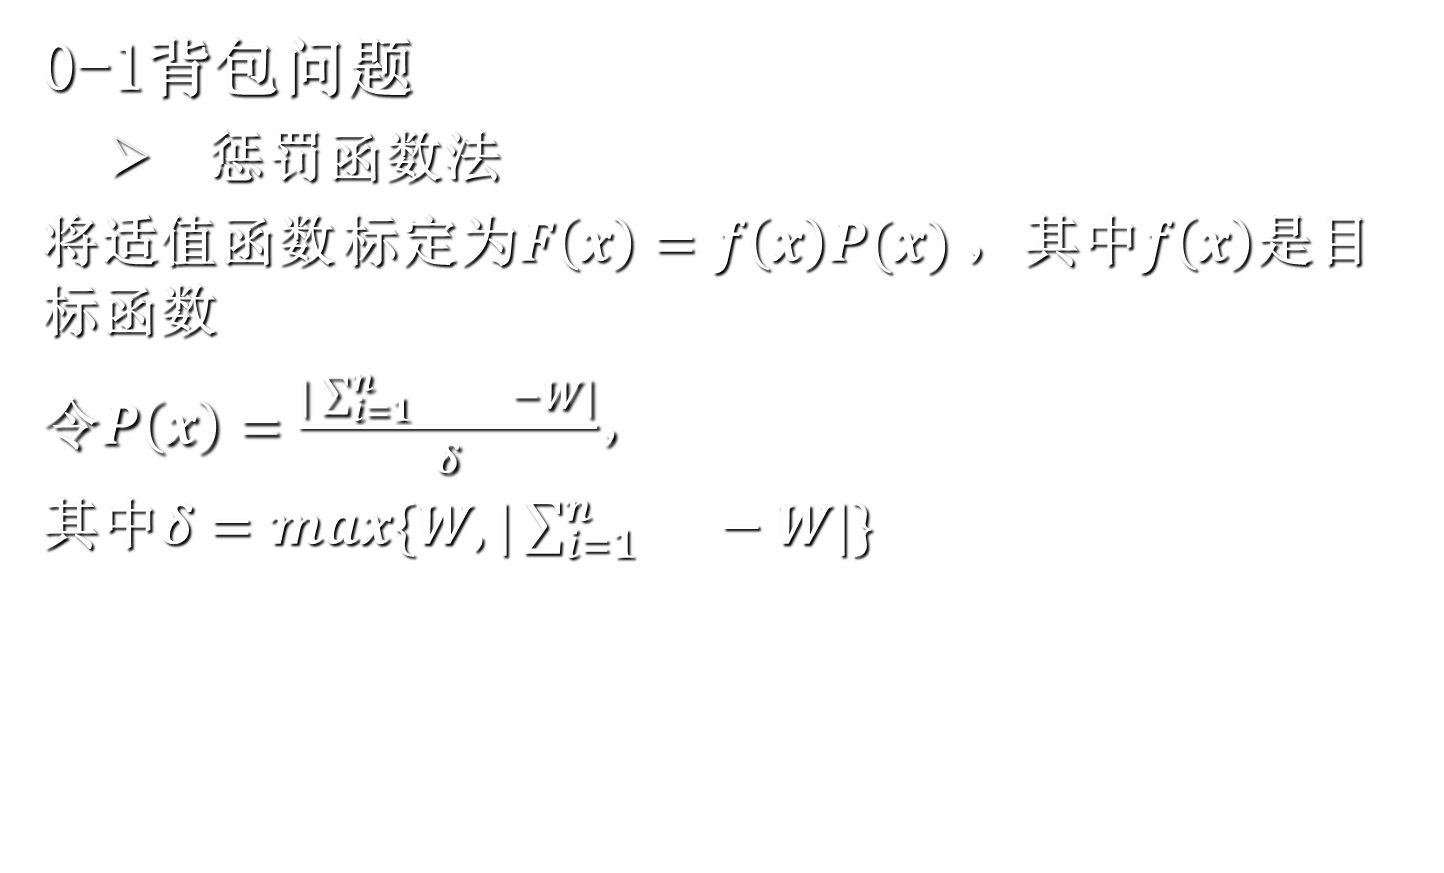 0-1背包问题
➢ 惩罚函数法
将适值函数标定为F(x) = f(x)P(x) ，其中f(x)是目
标函数
令P(x) = |∑ⁿᵢ₌₁ −W| / δ ,
其中δ = max{W, |∑ⁿᵢ₌₁ − W|}